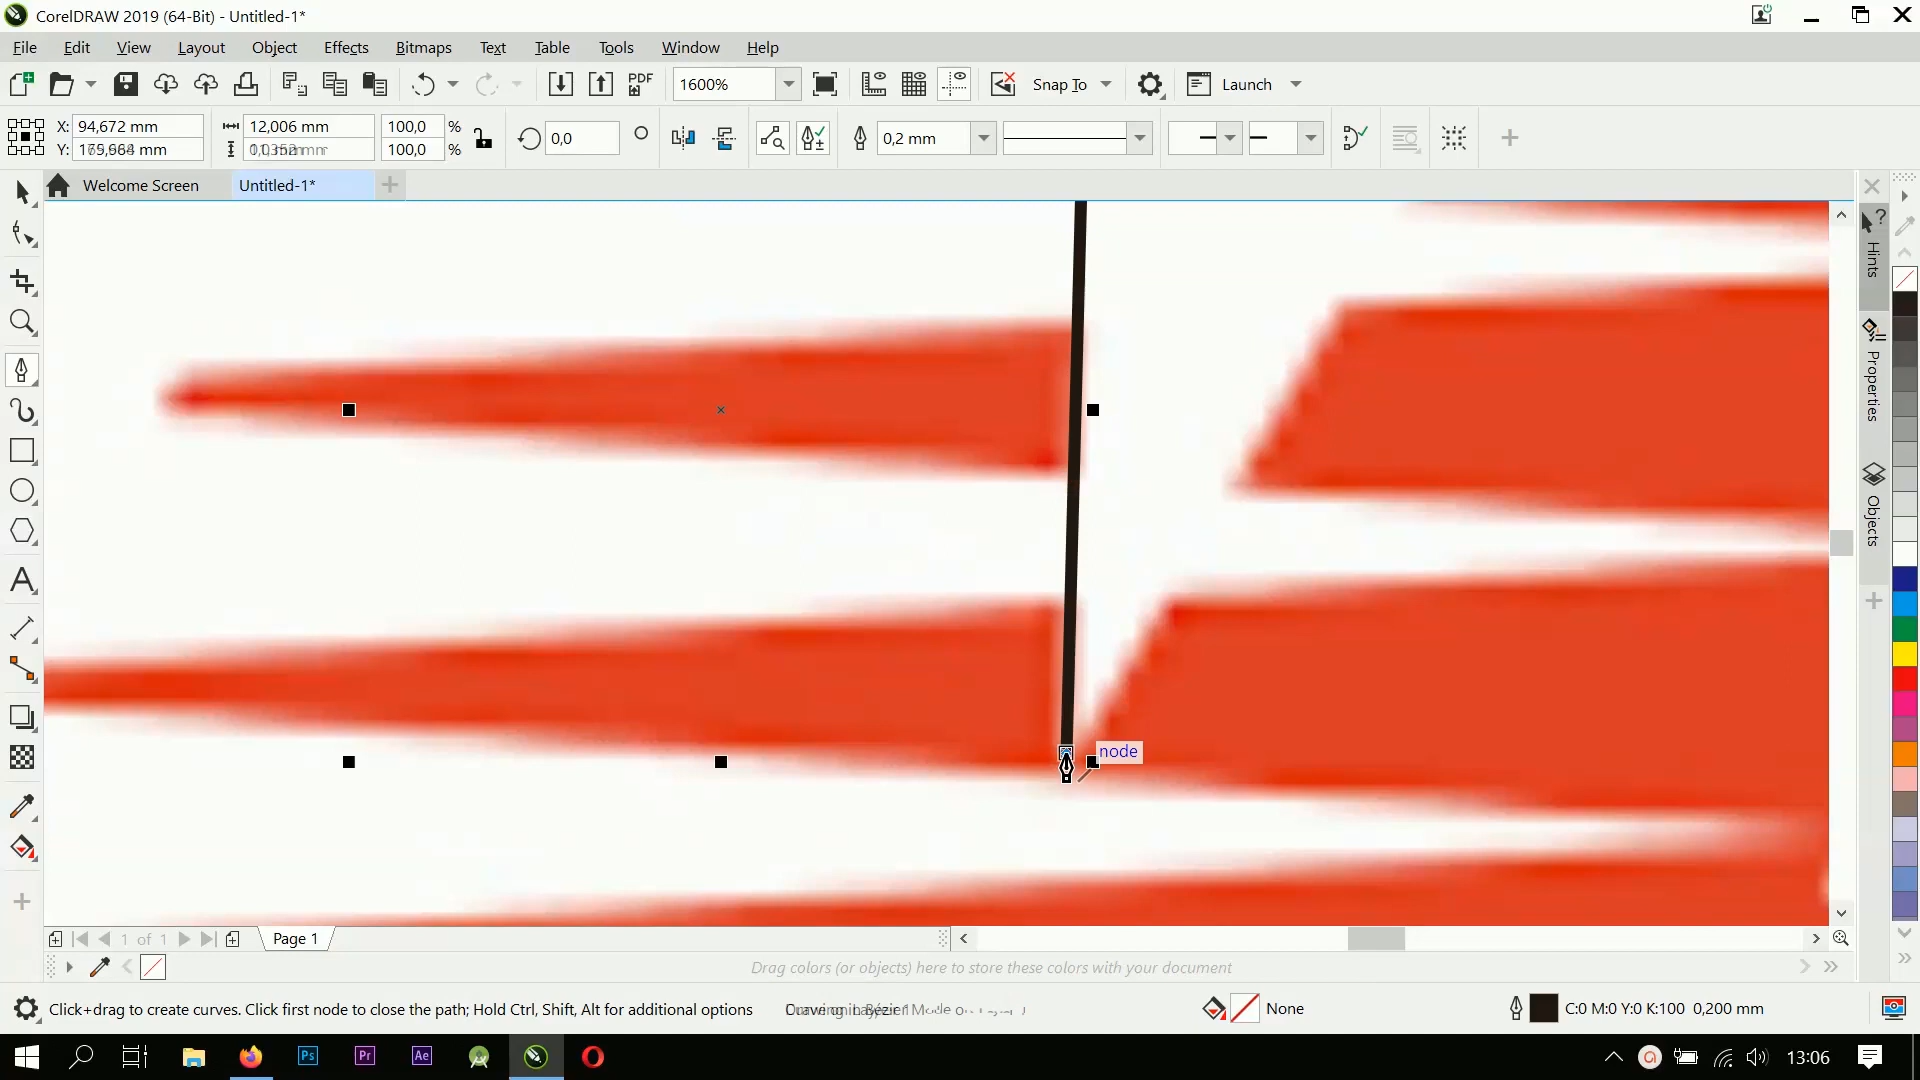 CorelDRAW 2019 (64-Bit) - Untitled-1*
File Edit View Layout Object Effects Bitmaps Text Table Tools Window Help
PDF 1600% Snap To Launch
X: 94,672 mm 12,006 mm 100,0 %
Y: 100,0 %
0,0 0,2 mm
Welcome Screen Untitled-1*
Hints
Properties
Objects
node
1 of 1 Page 1
Drag colors (or objects) here to store these colors with your document
Click+drag to create curves. Click first node to close the path; Hold Ctrl, Shift, Alt for additional options
None C:0 M:0 Y:0 K:100 0,200 mm
Ps Pr Ae 13:06